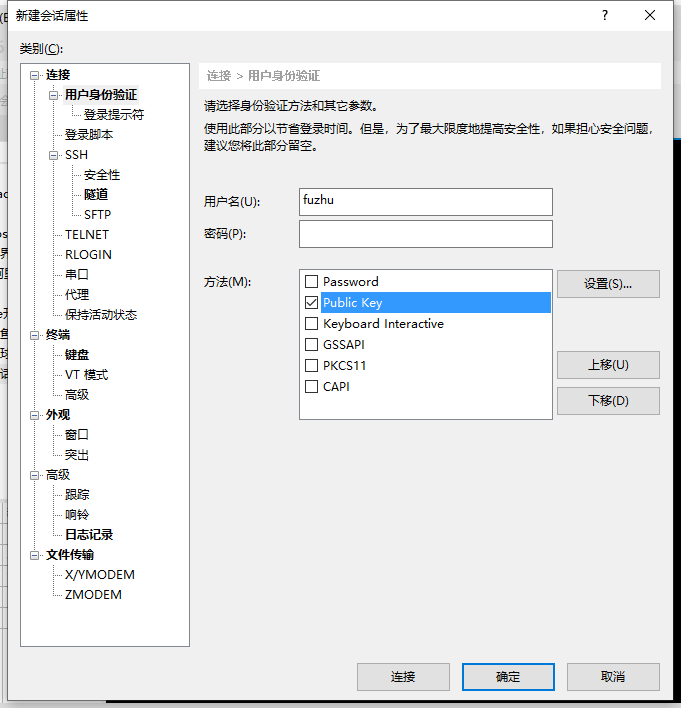 新建会话属性
类别(C):
连接
用户身份验证
登录提示符
登录脚本
SSH
安全性
隧道
SFTP
TELNET
RLOGIN
串口
代理
保持活动状态
终端
键盘
VT 模式
高级
外观
窗口
突出
高级
跟踪
响铃
日志记录
文件传输
X/YMODEM
ZMODEM
连接 > 用户身份验证
请选择身份验证方法和其它参数。
使用此部分以节省登录时间。但是，为了最大限度地提高安全性，如果担心安全问题，
建议您将此部分留空。
用户名(U):
fuzhu
密码(P):
方法(M):
Password
Public Key
Keyboard Interactive
GSSAPI
PKCS11
CAPI
设置(S)...
上移(U)
下移(D)
连接
确定
取消